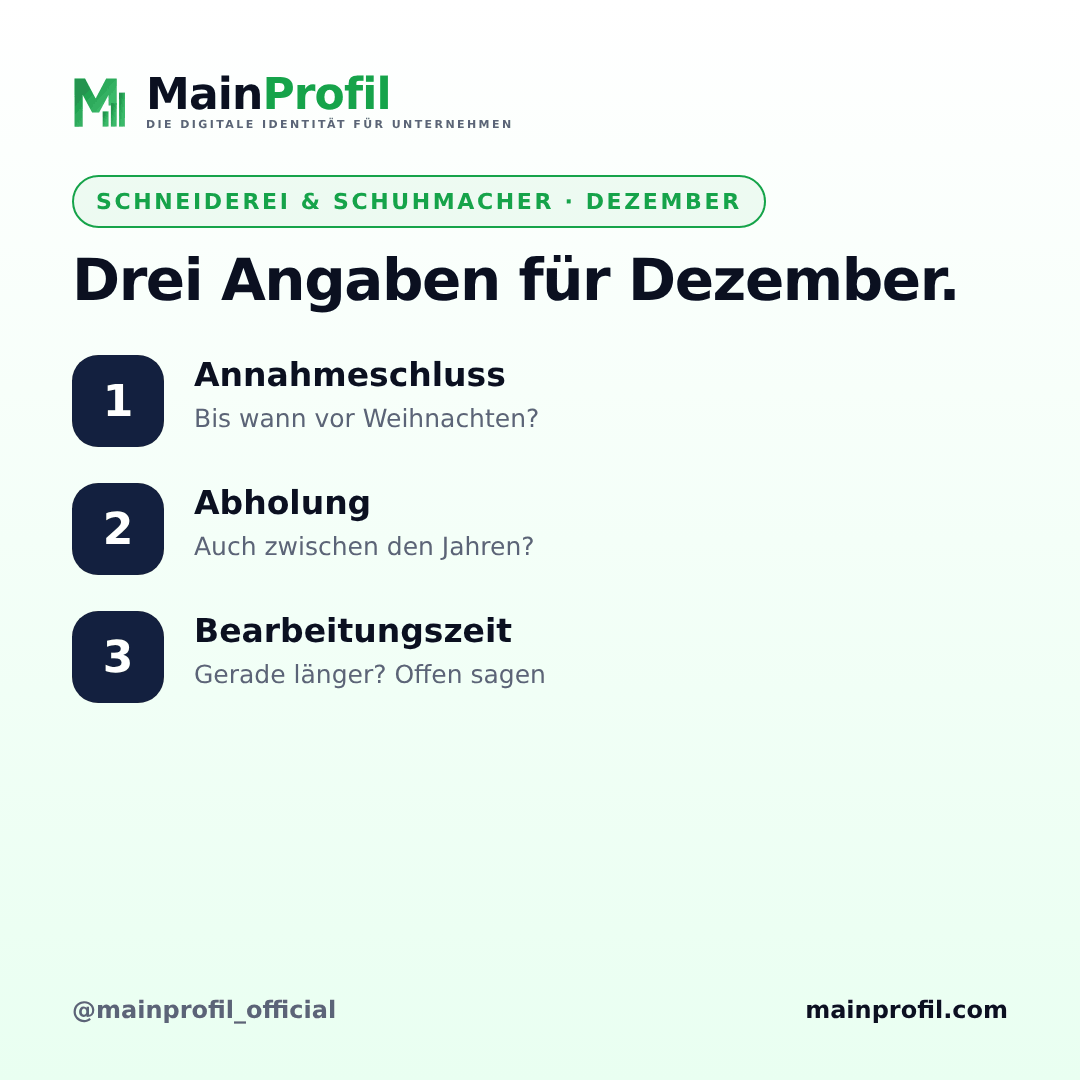 MainProfil
DIE DIGITALE IDENTITÄT FÜR UNTERNEHMEN
SCHNEIDEREI & SCHUHMACHER · DEZEMBER
Drei Angaben für Dezember.
1
Annahmeschluss
Bis wann vor Weihnachten?
2
Abholung
Auch zwischen den Jahren?
3
Bearbeitungszeit
Gerade länger? Offen sagen
@mainprofil_official
mainprofil.com